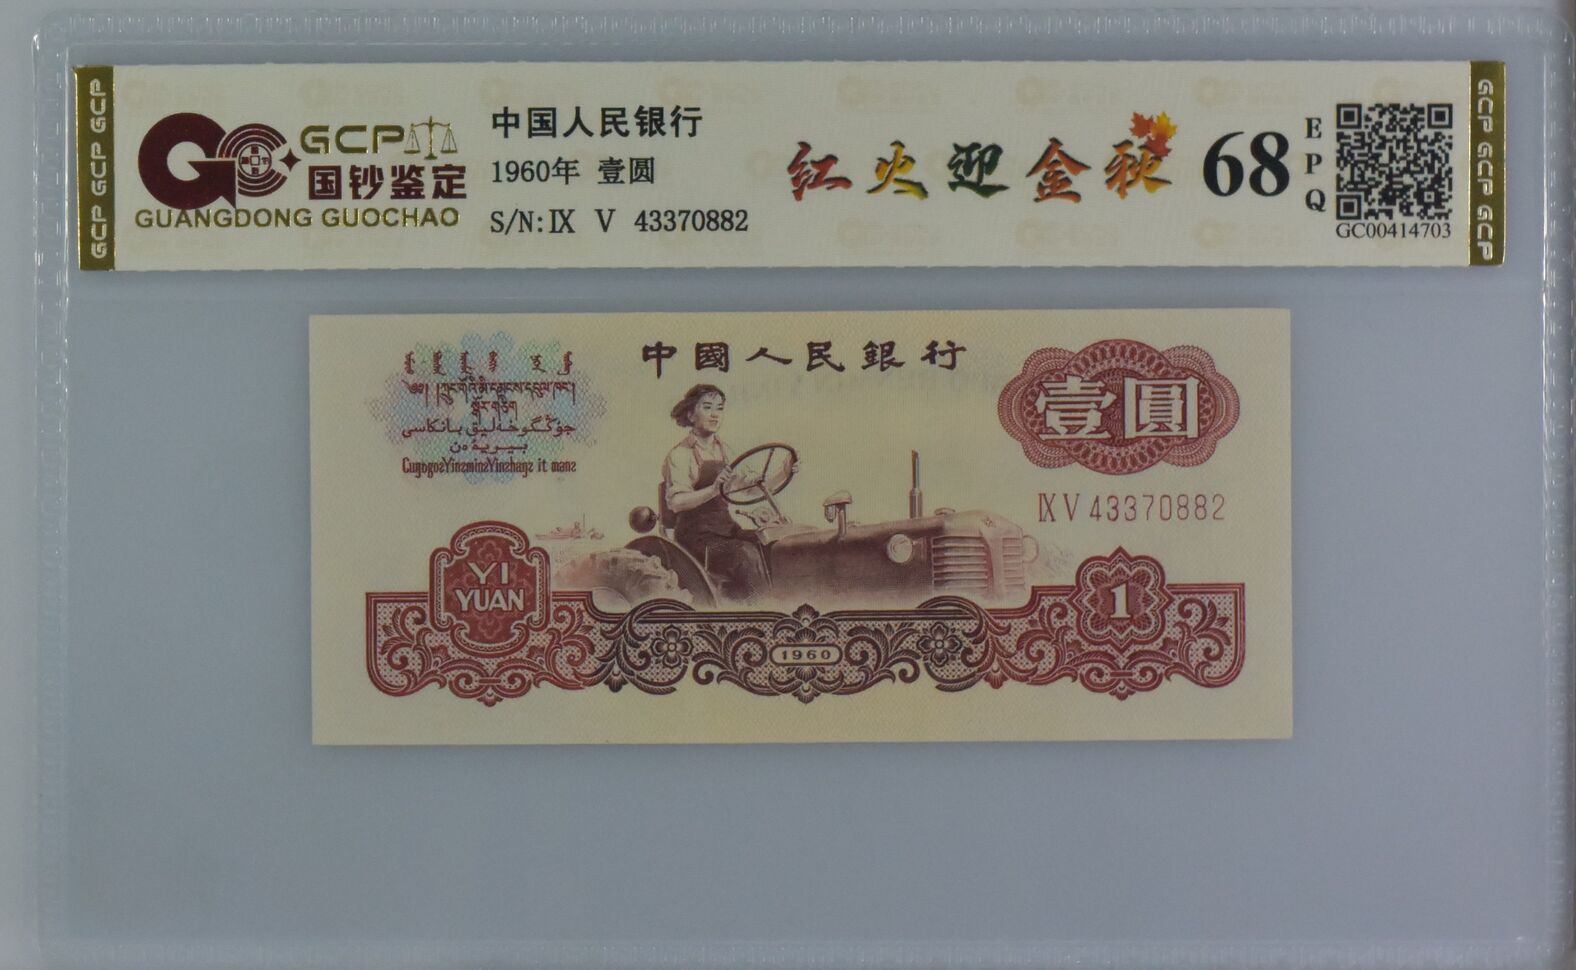 GCP GCP GCP
GCP
国钞鉴定
GUANGDONG GUOCHAO
中国人民银行
1960年 壹圆
S/N: IX V 43370882
红火迎金秋
68
EPQ
GC00414703
GCP GCP GCP
中國人民銀行
壹圓
IX V 43370882
YI
YUAN
1960
1